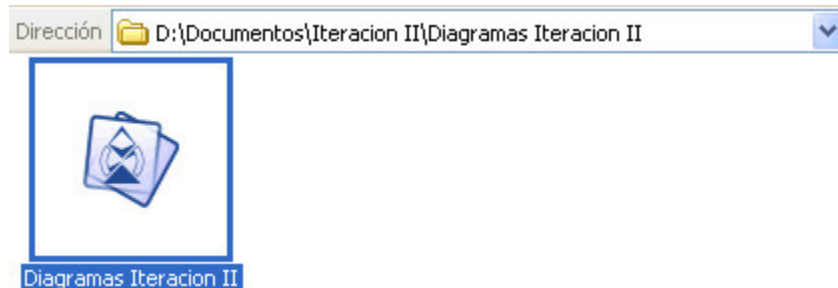 Dirección D:\Documentos\Iteracion II\Diagramas Iteracion II
Diagramas Iteracion II